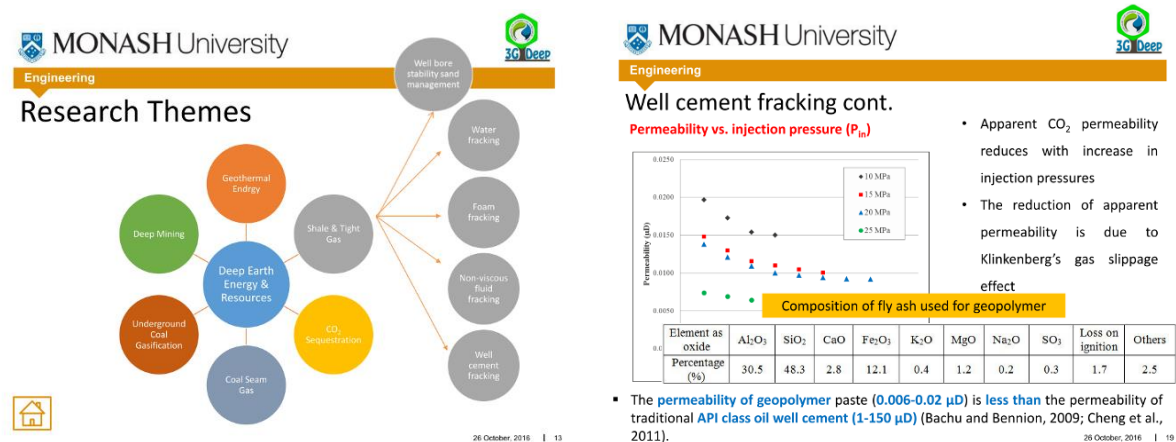 MONASH University
3G Deep
Engineering
Research Themes
Well bore
stability sand
management
Water
fracking
Geothermal
Endrgy
Deep Mining
Shale & Tight
Gas
Foam
fracking
Deep Earth
Energy &
Resources
Non-viscous
fluid
fracking
Underground
Coal
Gasification
CO2
Sequestration
Coal Seam
Gas
Well
cement
fracking
26 October, 2016 | 13
MONASH University
3G Deep
Engineering
Well cement fracking cont.
Permeability vs. injection pressure (Pin)
• Apparent CO2 permeability
reduces with increase in
injection pressures
• The reduction of apparent
permeability is due to
Klinkenberg's gas slippage
effect
0.0250
0.0200
0.0150
0.0100
0.0050
0.0
Permeability (µD)
10 MPa
15 MPa
20 MPa
25 MPa
Composition of fly ash used for geopolymer
Element as oxide Al2O3 SiO2 CaO Fe2O3 K2O MgO Na2O SO3 Loss on ignition Others
Percentage (%) 30.5 48.3 2.8 12.1 0.4 1.2 0.2 0.3 1.7 2.5
▪ The permeability of geopolymer paste (0.006-0.02 µD) is less than the permeability of
traditional API class oil well cement (1-150 µD) (Bachu and Bennion, 2009; Cheng et al.,
2011).
26 October, 2016 | 19